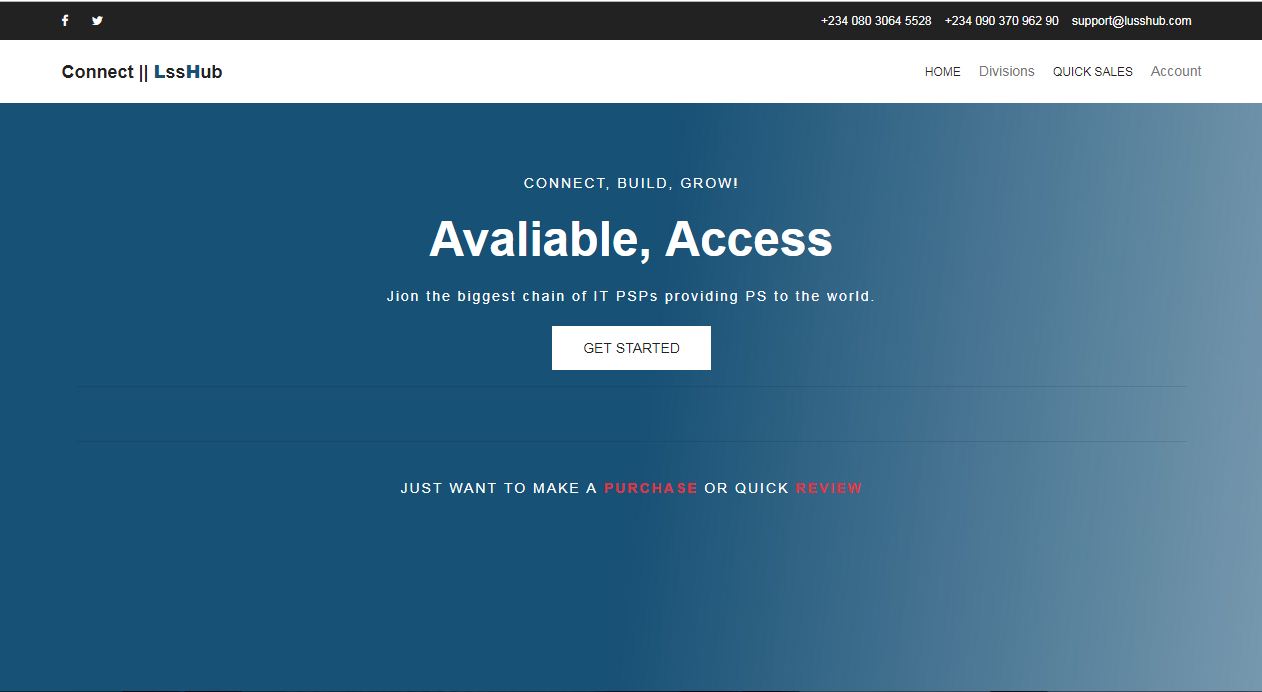 +234 080 3064 5528 +234 090 370 962 90 support@lusshub.com
Connect || LssHub
HOME Divisions QUICK SALES Account
CONNECT, BUILD, GROW!
Avaliable, Access
Jion the biggest chain of IT PSPs providing PS to the world.
GET STARTED
JUST WANT TO MAKE A PURCHASE OR QUICK REVIEW